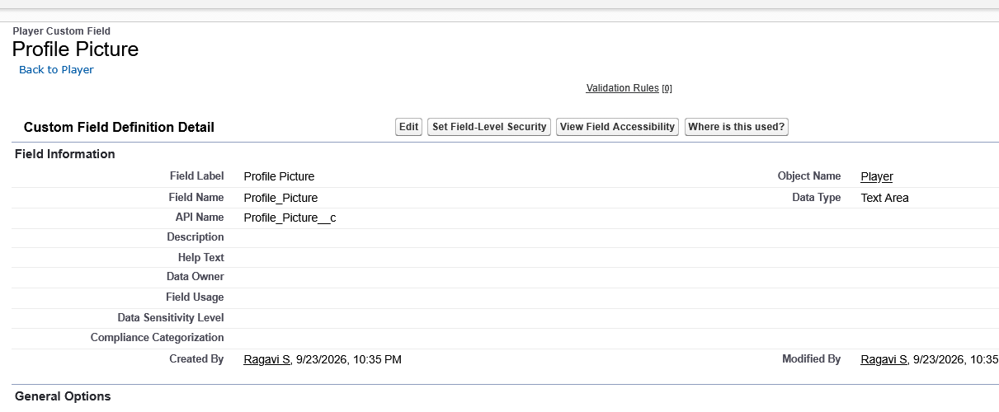 Player Custom Field
Profile Picture
Back to Player
Validation Rules [0]
Custom Field Definition Detail Edit Set Field-Level Security View Field Accessibility Where is this used?
Field Information
Field Label Profile Picture Object Name Player
Field Name Profile_Picture Data Type Text Area
API Name Profile_Picture__c
Description
Help Text
Data Owner
Field Usage
Data Sensitivity Level
Compliance Categorization
Created By Ragavi S, 9/23/2026, 10:35 PM Modified By Ragavi S, 9/23/2026, 10:35
General Options